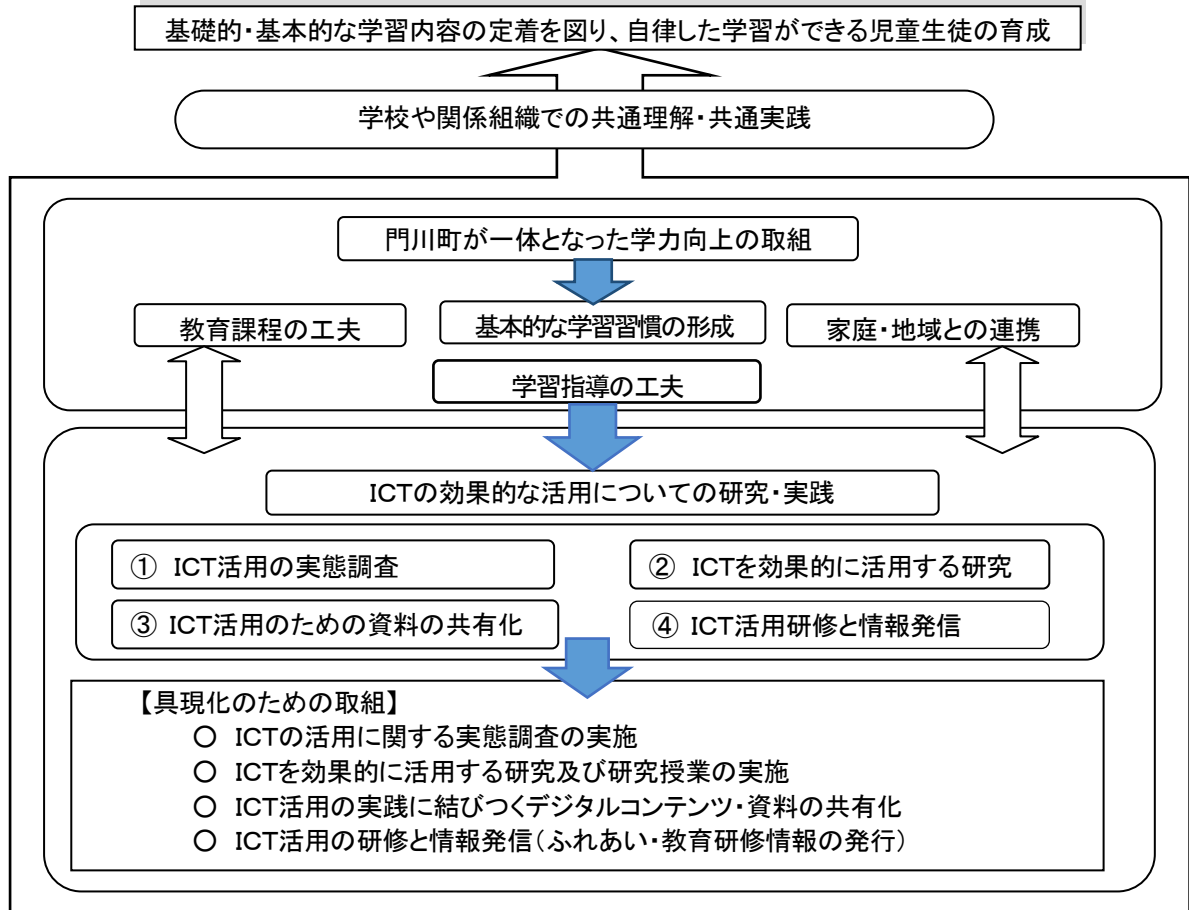 基礎的・基本的な学習内容の定着を図り、自律した学習ができる児童生徒の育成
学校や関係組織での共通理解・共通実践
門川町が一体となった学力向上の取組
教育課程の工夫
基本的な学習習慣の形成
家庭・地域との連携
学習指導の工夫
ICTの効果的な活用についての研究・実践
① ICT活用の実態調査
② ICTを効果的に活用する研究
③ ICT活用のための資料の共有化
④ ICT活用研修と情報発信
【具現化のための取組】
○ ICTの活用に関する実態調査の実施
○ ICTを効果的に活用する研究及び研究授業の実施
○ ICT活用の実践に結びつくデジタルコンテンツ・資料の共有化
○ ICT活用の研修と情報発信(ふれあい・教育研修情報の発行)